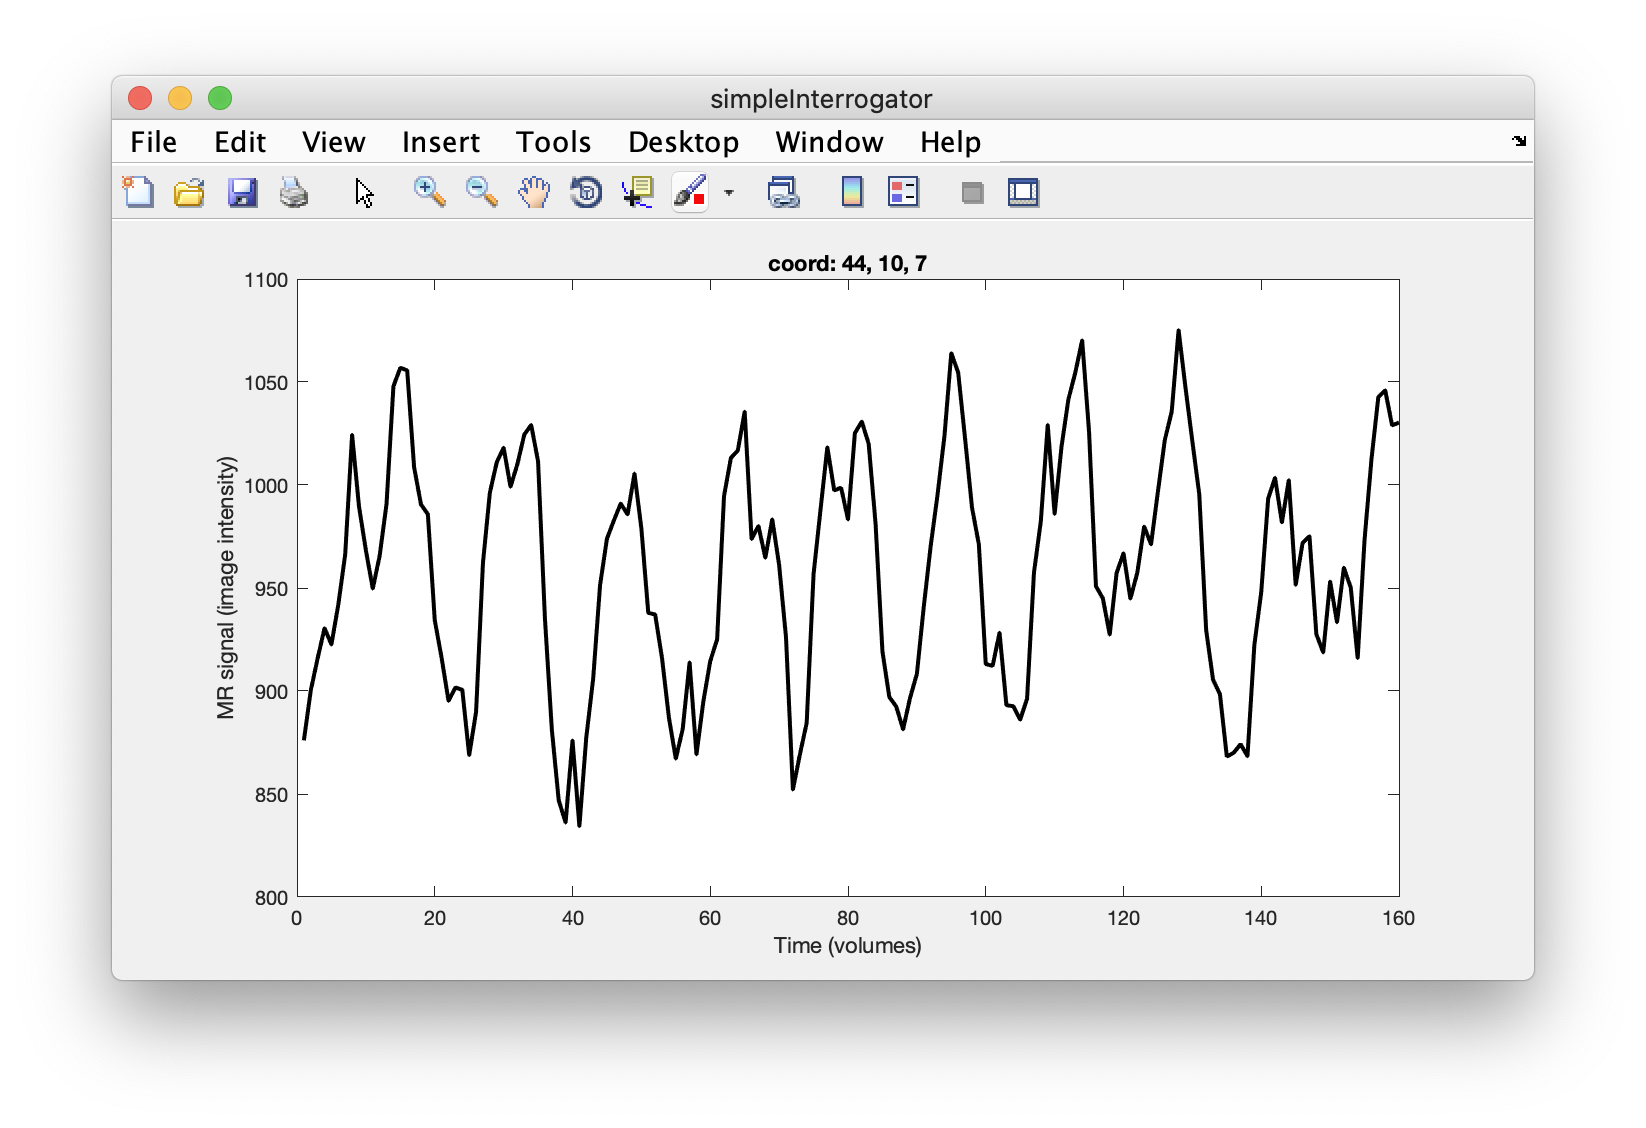 simpleInterrogator
File Edit View Insert Tools Desktop Window Help
coord: 44, 10, 7
1100
1050
1000
950
900
850
800
MR signal (image intensity)
0 20 40 60 80 100 120 140 160
Time (volumes)